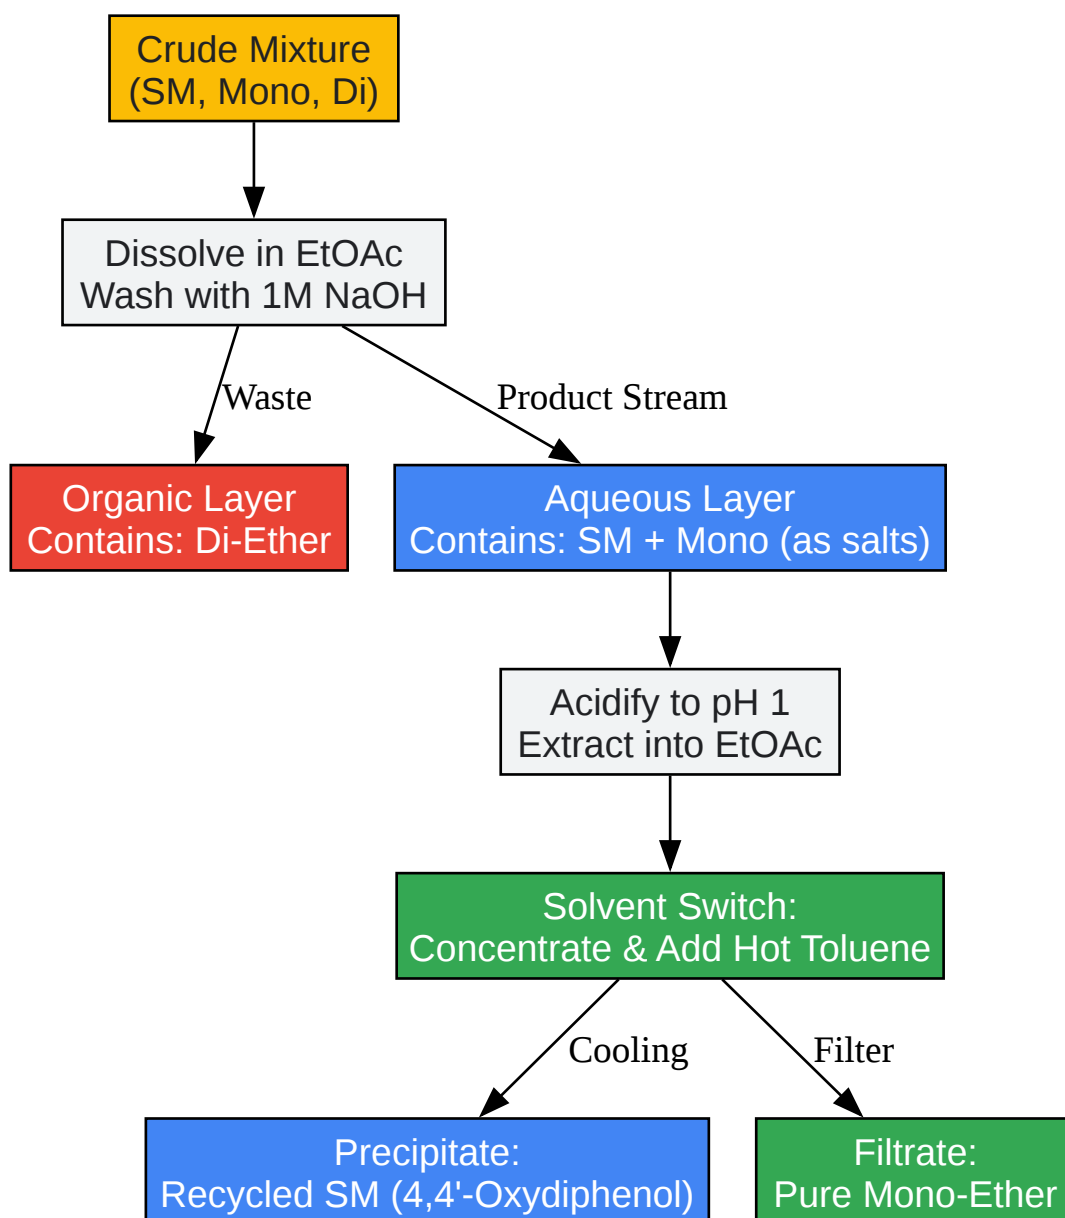 Crude Mixture
(SM, Mono, Di)
Dissolve in EtOAc
Wash with 1M NaOH
Waste
Product Stream
Organic Layer
Contains: Di-Ether
Aqueous Layer
Contains: SM + Mono (as salts)
Acidify to pH 1
Extract into EtOAc
Solvent Switch:
Concentrate & Add Hot Toluene
Cooling
Filter
Precipitate:
Recycled SM (4,4'-Oxydiphenol)
Filtrate:
Pure Mono-Ether